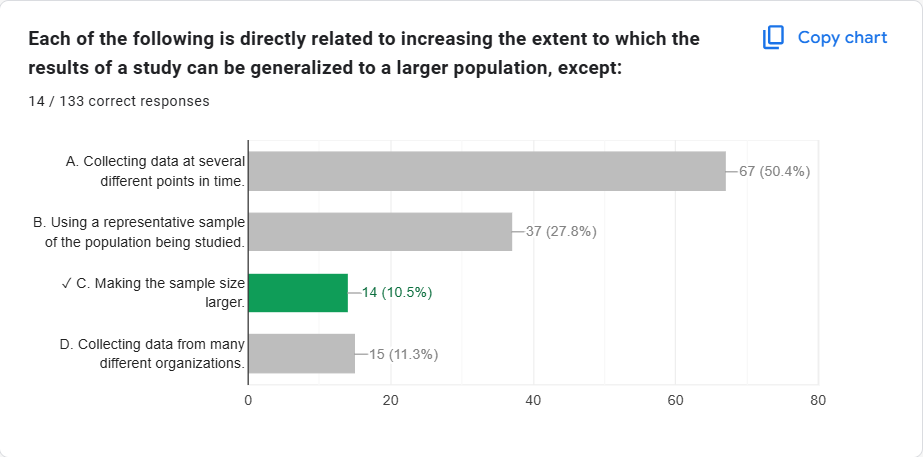 Each of the following is directly related to increasing the extent to which the
results of a study can be generalized to a larger population, except:
Copy chart
14 / 133 correct responses
A. Collecting data at several
different points in time.
67 (50.4%)
B. Using a representative sample
of the population being studied.
37 (27.8%)
✓ C. Making the sample size
larger.
14 (10.5%)
D. Collecting data from many
different organizations.
15 (11.3%)
0 20 40 60 80